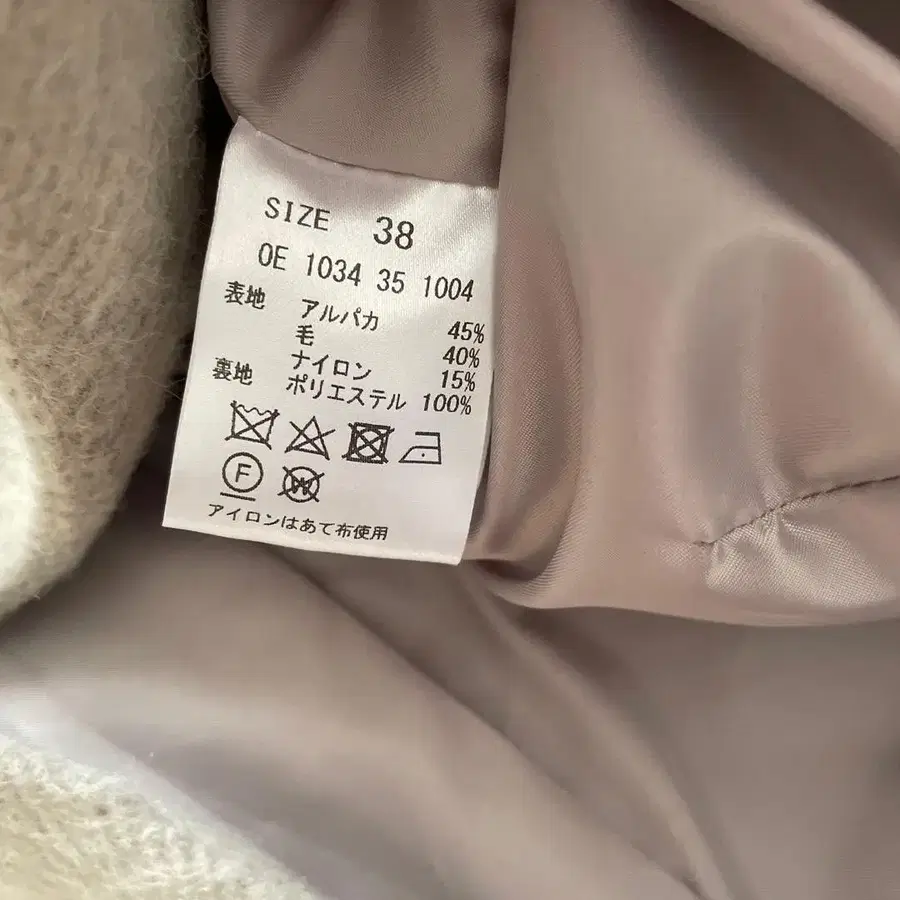 SIZE 38
0E 1034 35 1004
表地 アルパカ 45%
毛 40%
ナイロン 15%
裏地 ポリエステル 100%
F W
アイロンはあて布使用